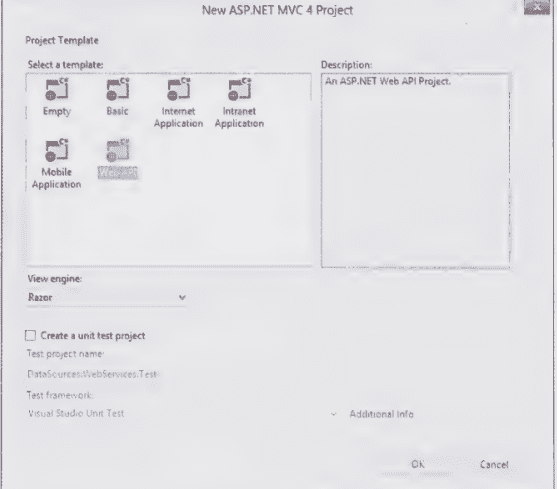 New ASP.NET MVC 4 Project
x
Project Template
Select a template:
Description:
An ASP.NET Web API Project.
C#
C#
C#
C#
Empty
Basic
Internet Application
Intranet Application
C#
C#
Mobile Application
Web API
View engine:
Razor
Create a unit test project
Test project name:
DataSources.WebServices.Test
Test framework:
Visual Studio Unit Test
Additional Info
OK
Cancel